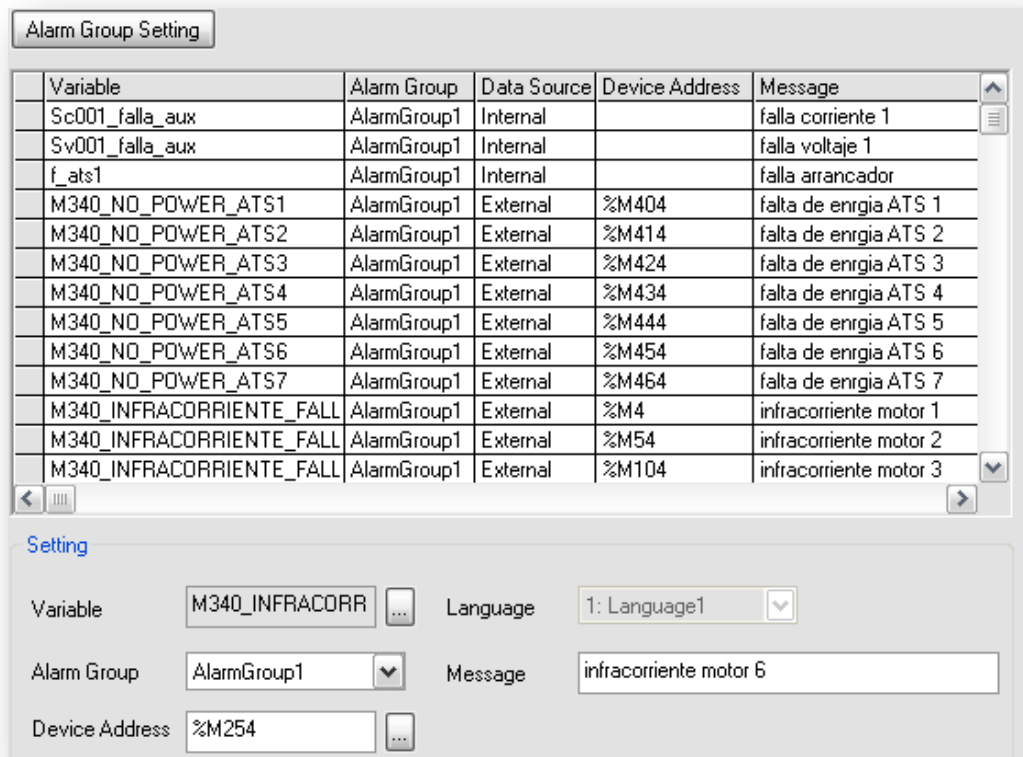 Alarm Group Setting
Variable Alarm Group Data Source Device Address Message
Sc001_falla_aux AlarmGroup1 Internal falla corriente 1
Sv001_falla_aux AlarmGroup1 Internal falla voltaje 1
f_ats1 AlarmGroup1 Internal falla arrancador
M340_NO_POWER_ATS1 AlarmGroup1 External %M404 falta de enrgia ATS 1
M340_NO_POWER_ATS2 AlarmGroup1 External %M414 falta de enrgia ATS 2
M340_NO_POWER_ATS3 AlarmGroup1 External %M424 falta de enrgia ATS 3
M340_NO_POWER_ATS4 AlarmGroup1 External %M434 falta de enrgia ATS 4
M340_NO_POWER_ATS5 AlarmGroup1 External %M444 falta de enrgia ATS 5
M340_NO_POWER_ATS6 AlarmGroup1 External %M454 falta de enrgia ATS 6
M340_NO_POWER_ATS7 AlarmGroup1 External %M464 falta de enrgia ATS 7
M340_INFRACORRIENTE_FALL AlarmGroup1 External %M4 infracorriente motor 1
M340_INFRACORRIENTE_FALL AlarmGroup1 External %M54 infracorriente motor 2
M340_INFRACORRIENTE_FALL AlarmGroup1 External %M104 infracorriente motor 3
Setting
Variable M340_INFRACORR ... Language 1: Language1
Alarm Group AlarmGroup1 Message infracorriente motor 6
Device Address %M254 ...